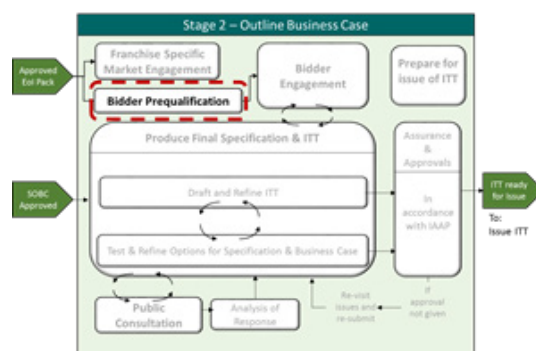 Stage 2 – Outline Business Case
Approved
EoI Pack
Franchise Specific
Market Engagement
Bidder Prequalification
Bidder
Engagement
Prepare for
issue of ITT
Produce Final Specification & ITT
Assurance
&
Approvals
SOBC
Approved
Draft and Refine ITT
In
accordance
with IAAP
ITT ready
for Issue
To:
Issue ITT
Test & Refine Options for Specification & Business Case
Public
Consultation
Analysis of
Response
Re-visit
issues and
re-submit
If
approval
not given